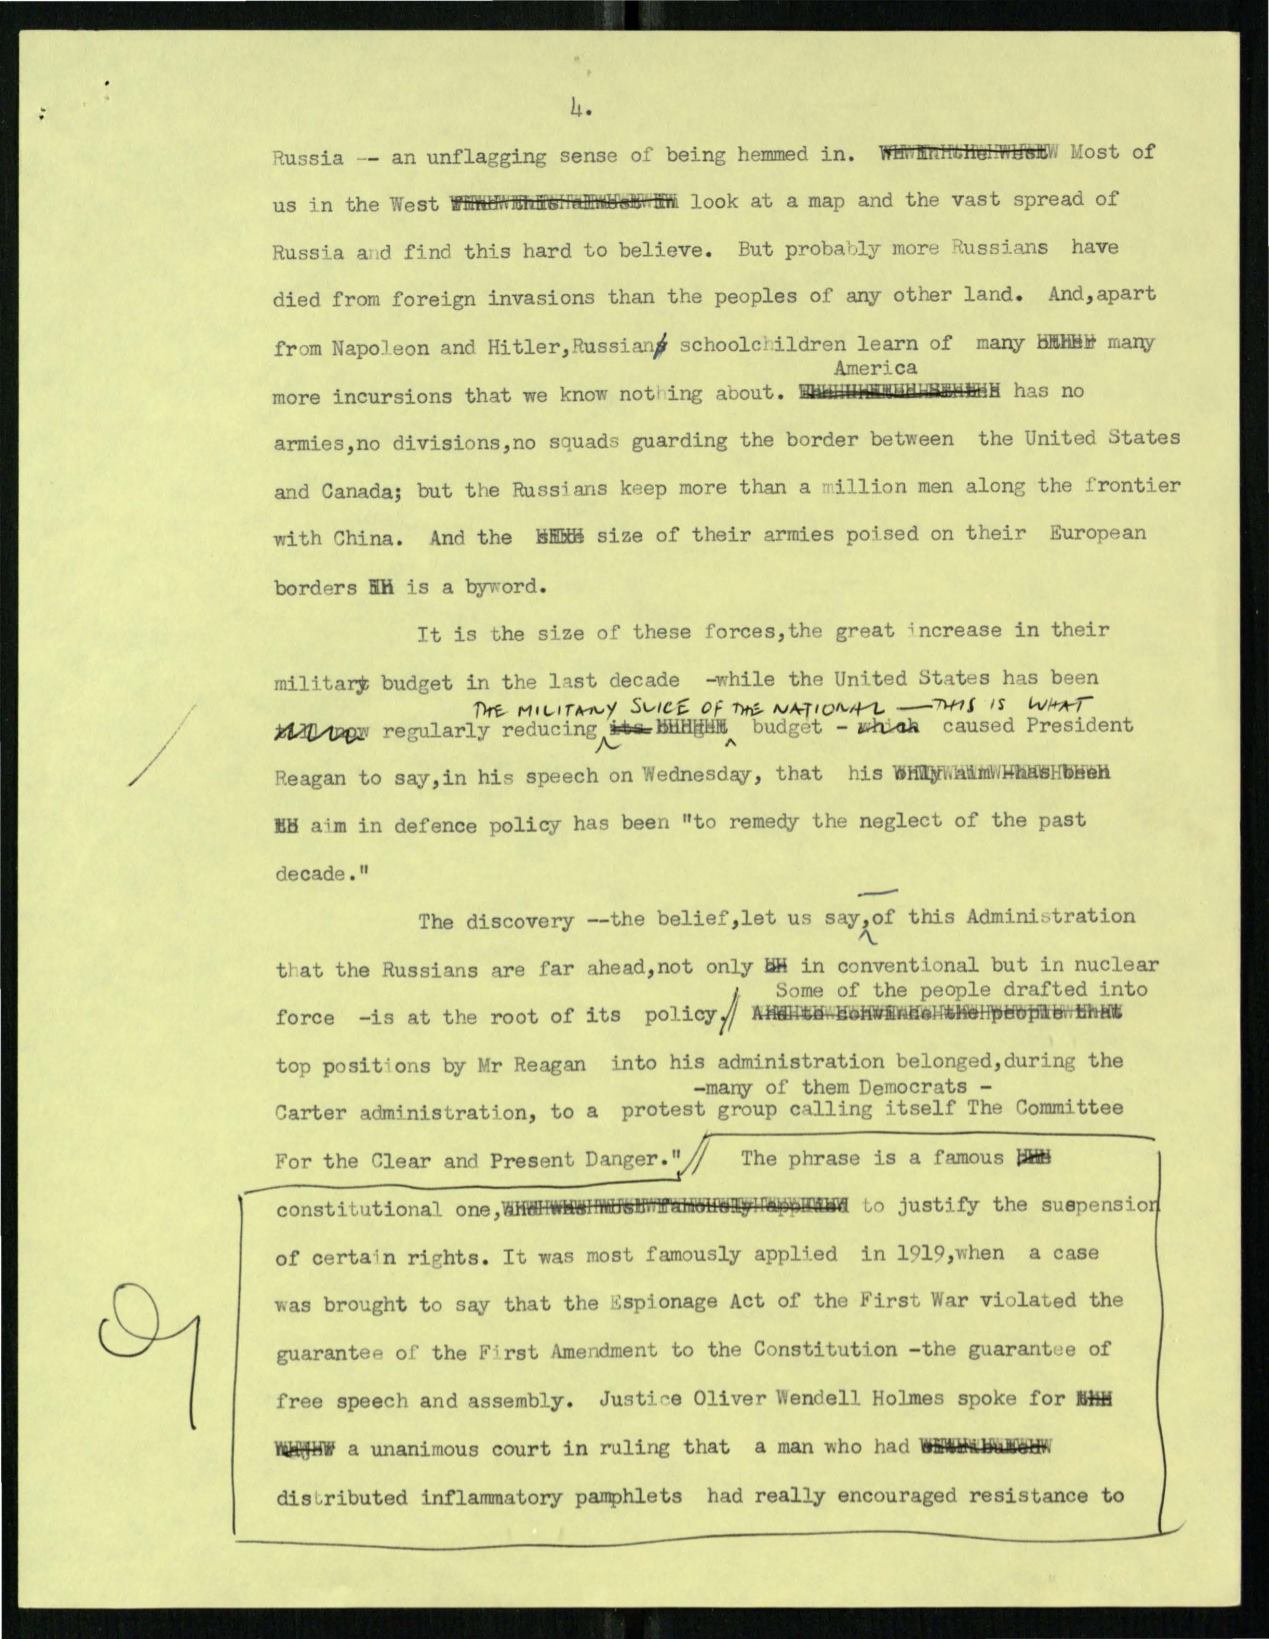 4.
Russia -- an unflagging sense of being hemmed in. Most of
us in the West look at a map and the vast spread of
Russia and find this hard to believe. But probably more Russians have
died from foreign invasions than the peoples of any other land. And,apart
from Napoleon and Hitler,Russian schoolchildren learn of many many
America
more incursions that we know nothing about. has no
armies,no divisions,no squads guarding the border between the United States
and Canada; but the Russians keep more than a million men along the frontier
with China. And the size of their armies poised on their European
borders is a byword.
It is the size of these forces,the great increase in their
military budget in the last decade -while the United States has been
THE MILITARY SLICE OF THE NATIONAL — THIS IS WHAT
regularly reducing its budget - which caused President
Reagan to say,in his speech on Wednesday, that his only aim has been
aim in defence policy has been "to remedy the neglect of the past
decade."
The discovery --the belief,let us say,of this Administration
that the Russians are far ahead,not only in conventional but in nuclear
Some of the people drafted into
force -is at the root of its policy.// 
top positions by Mr Reagan into his administration belonged,during the
-many of them Democrats -
Carter administration, to a protest group calling itself The Committee
For the Clear and Present Danger."// The phrase is a famous
constitutional one, to justify the suspension
of certain rights. It was most famously applied in 1919,when a case
was brought to say that the Espionage Act of the First War violated the
guarantee of the First Amendment to the Constitution -the guarantee of
free speech and assembly. Justice Oliver Wendell Holmes spoke for
a unanimous court in ruling that a man who had
distributed inflammatory pamphlets had really encouraged resistance to